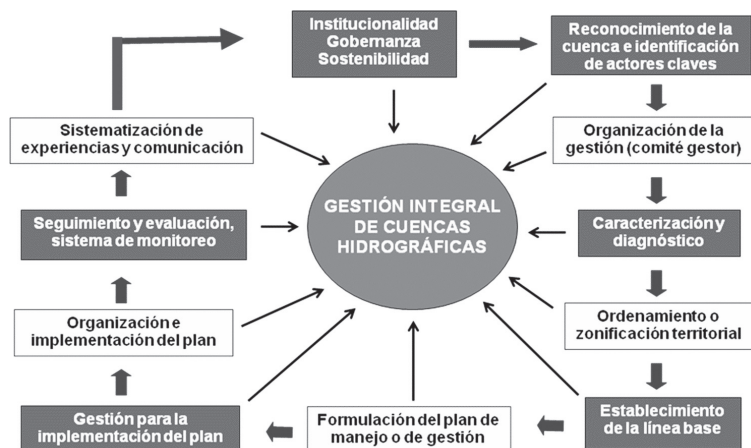 Institucionalidad
Gobernanza
Sostenibilidad
Reconocimiento de la
cuenca e identificación
de actores claves
Organización de la
gestión (comité gestor)
Caracterización y
diagnóstico
Ordenamiento o
zonificación territorial
Establecimiento
de la línea base
Formulación del plan de
manejo o de gestión
Gestión para la
implementación del plan
Organización e
implementación del plan
Seguimiento y evaluación,
sistema de monitoreo
Sistematización de
experiencias y comunicación
GESTIÓN INTEGRAL
DE CUENCAS
HIDROGRÁFICAS